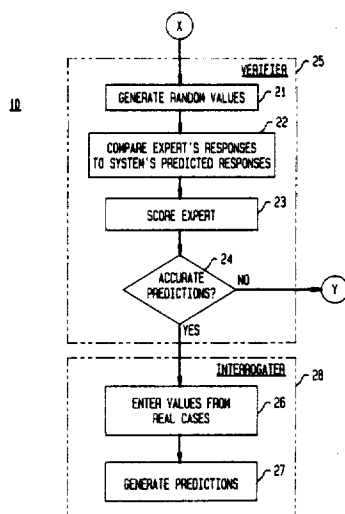 X
25
VERIFIER
10
21
GENERATE RANDOM VALUES
22
COMPARE EXPERT'S RESPONSES
TO SYSTEM'S PREDICTED RESPONSES
23
SCORE EXPERT
24
ACCURATE
PREDICTIONS?
NO
Y
YES
INTERROGATER
28
ENTER VALUES FROM
REAL CASES
26
GENERATE PREDICTIONS
27